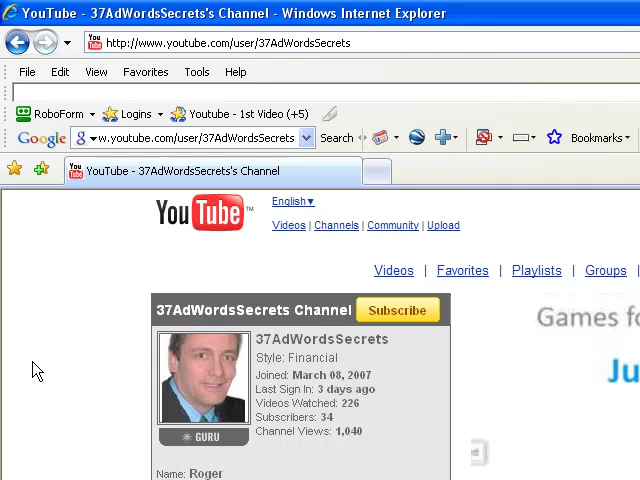 YouTube - 37AdWordsSecrets's Channel - Windows Internet Explorer
http://www.youtube.com/user/37AdWordsSecrets
File Edit View Favorites Tools Help
RoboForm Logins Youtube - 1st Video (+5)
Google w.youtube.com/user/37AdWordsSecrets Search Bookmarks
YouTube - 37AdWordsSecrets's Channel
YouTube™ English
Videos | Channels | Community | Upload
Videos | Favorites | Playlists | Groups |
37AdWordsSecrets Channel Subscribe
Games fo
Ju
37AdWordsSecrets
Style: Financial
Joined: March 08, 2007
Last Sign In: 3 days ago
Videos Watched: 226
Subscribers: 34
Channel Views: 1,040
GURU
Name: Roger